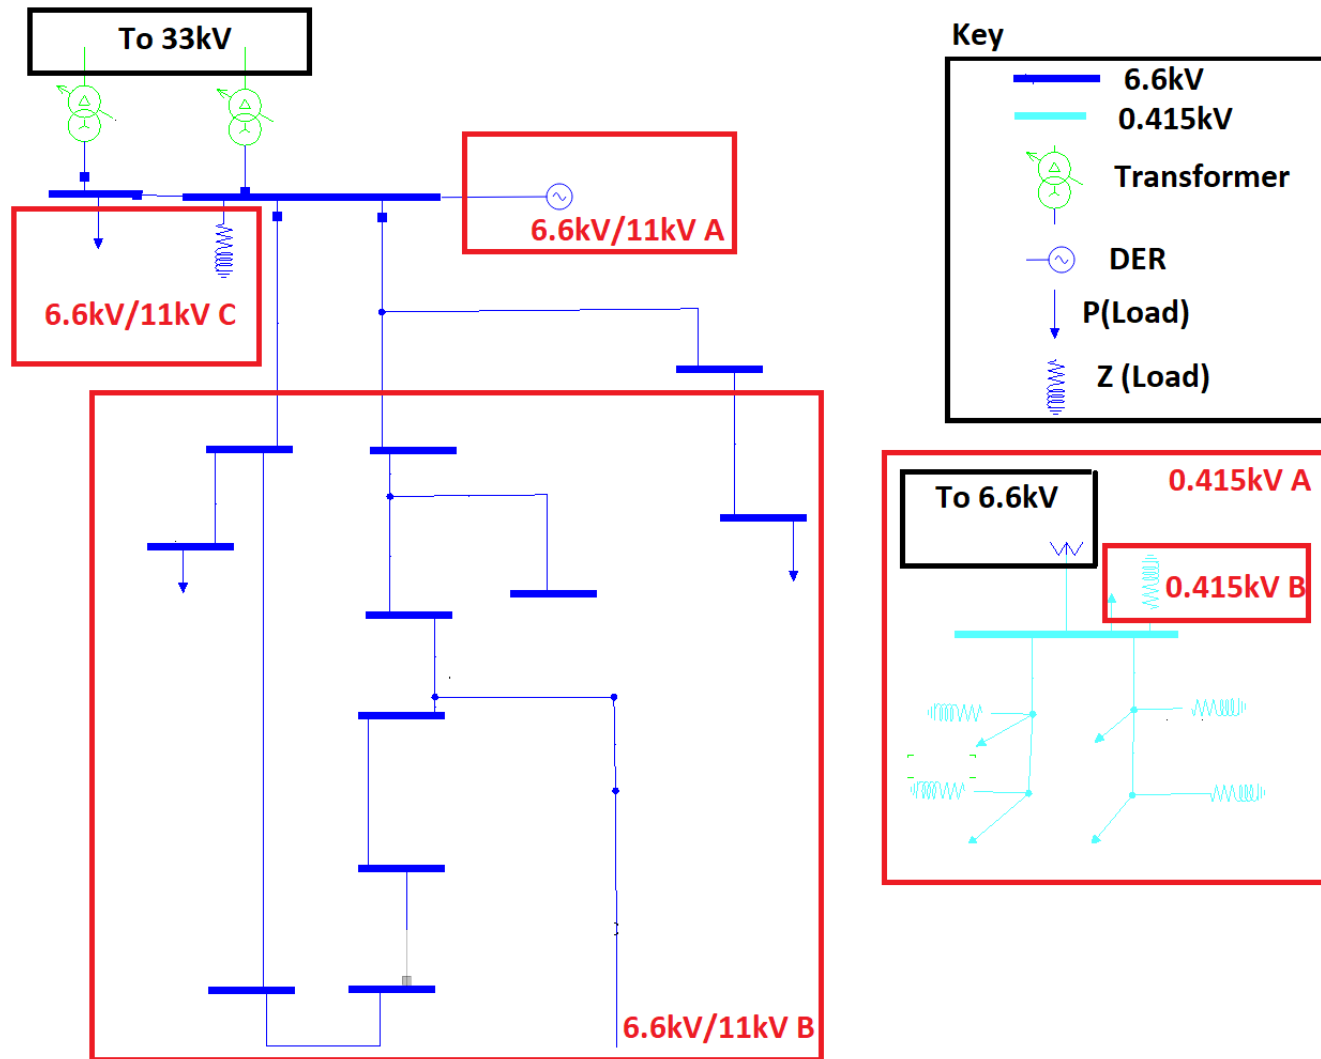 To 33kV
6.6kV/11kV A
6.6kV/11kV C
6.6kV/11kV B
Key
6.6kV
0.415kV
Transformer
DER
P(Load)
Z (Load)
0.415kV A
To 6.6kV
0.415kV B